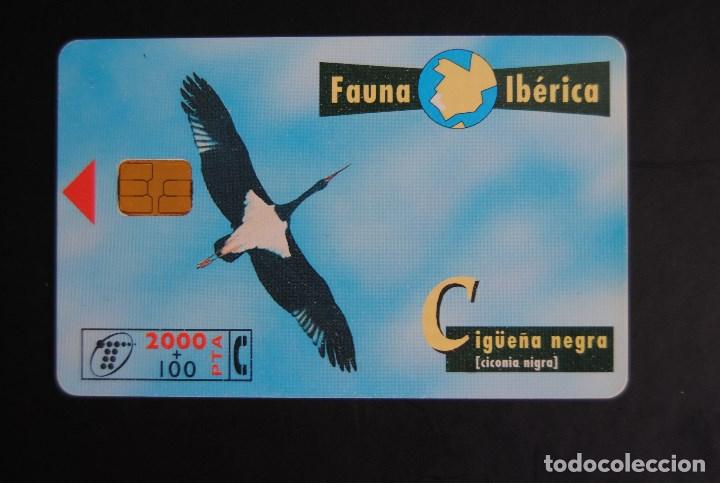 Fauna Ibérica
Cigüeña negra
[ciconia nigra]
2000
+
100
PTA
T
todocoleccion